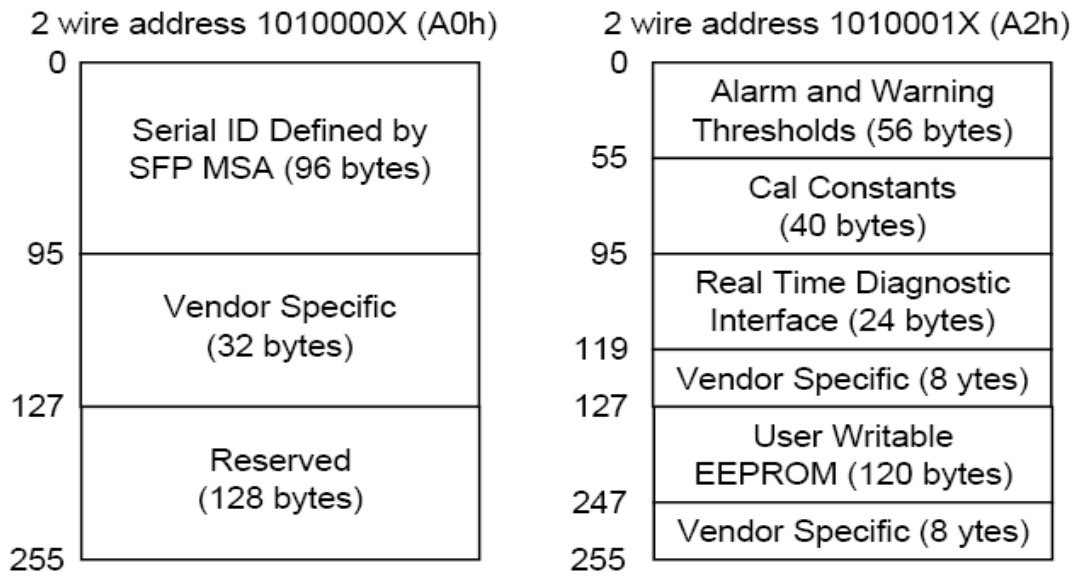 2 wire address 1010000X (A0h)
0
Serial ID Defined by
SFP MSA (96 bytes)
95
Vendor Specific
(32 bytes)
127
Reserved
(128 bytes)
255
2 wire address 1010001X (A2h)
0
Alarm and Warning
Thresholds (56 bytes)
55
Cal Constants
(40 bytes)
95
Real Time Diagnostic
Interface (24 bytes)
119
Vendor Specific (8 ytes)
127
User Writable
EEPROM (120 bytes)
247
Vendor Specific (8 ytes)
255